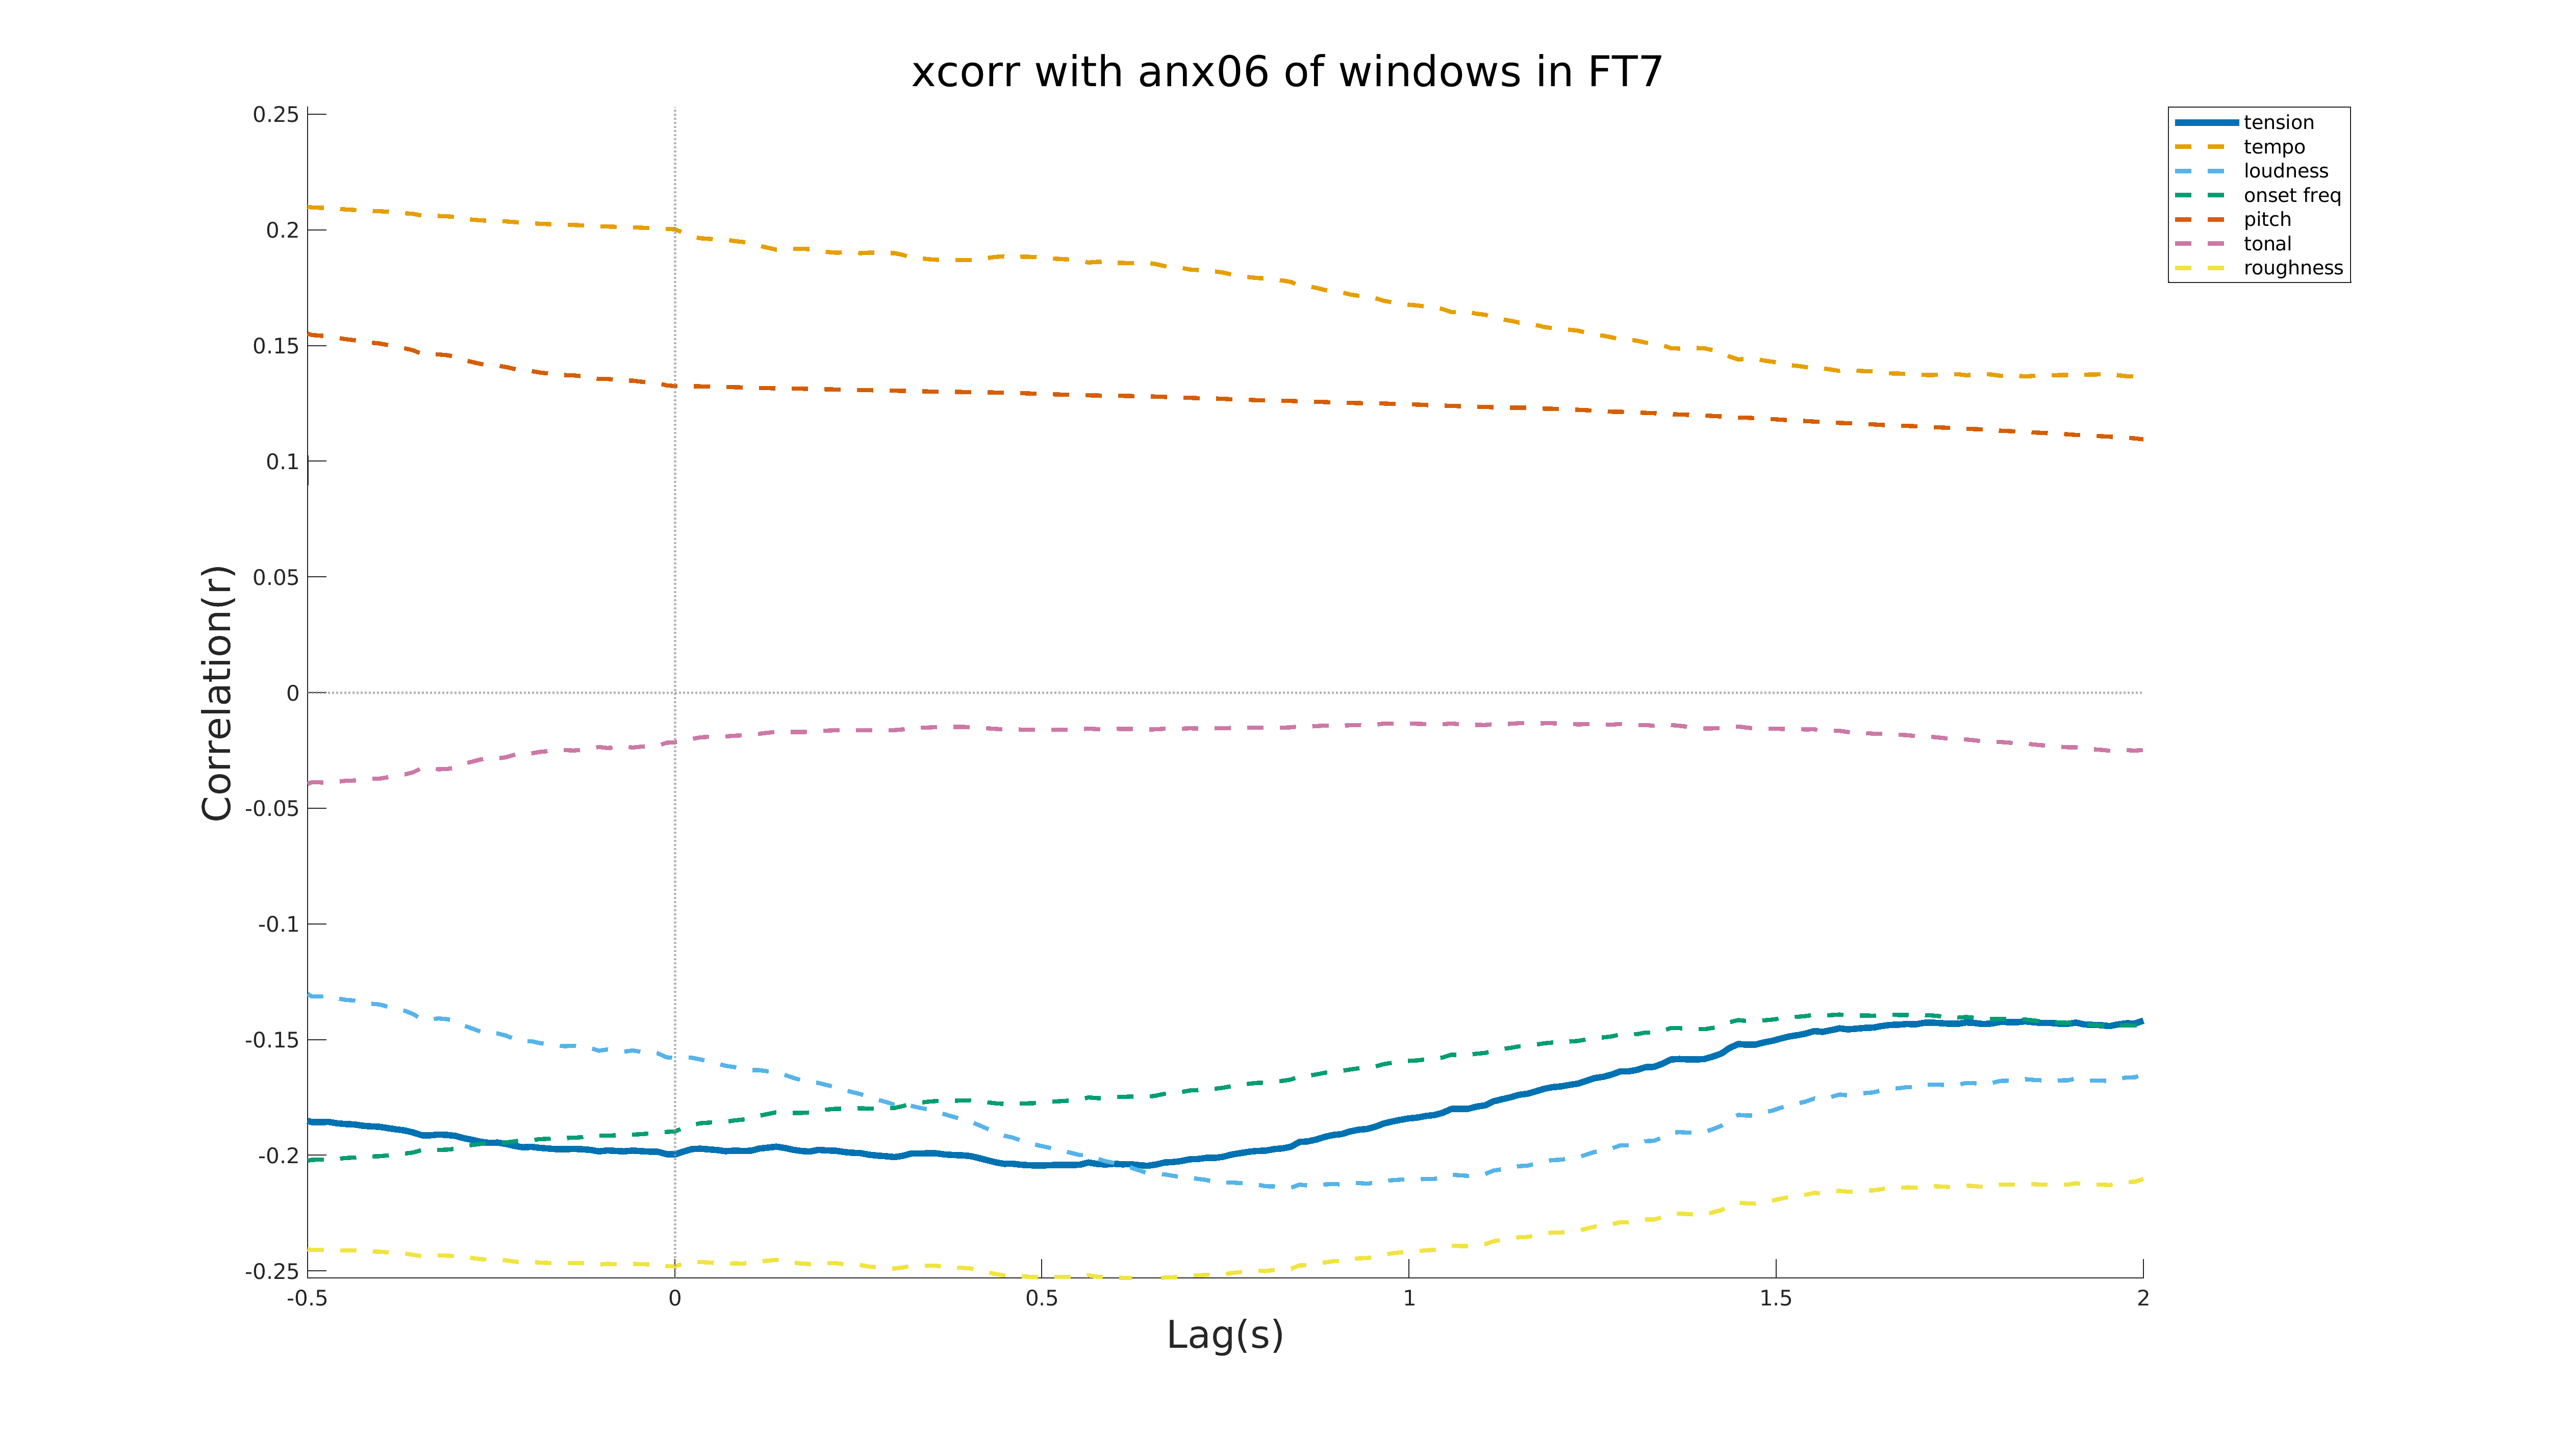 xcorr with anx06 of windows in FT7
tension
tempo
loudness
onset freq
pitch
tonal
roughness
Correlation(r)
0.25
0.2
0.15
0.1
0.05
0
-0.05
-0.1
-0.15
-0.2
-0.25
-0.5 0 0.5 1 1.5 2
Lag(s)